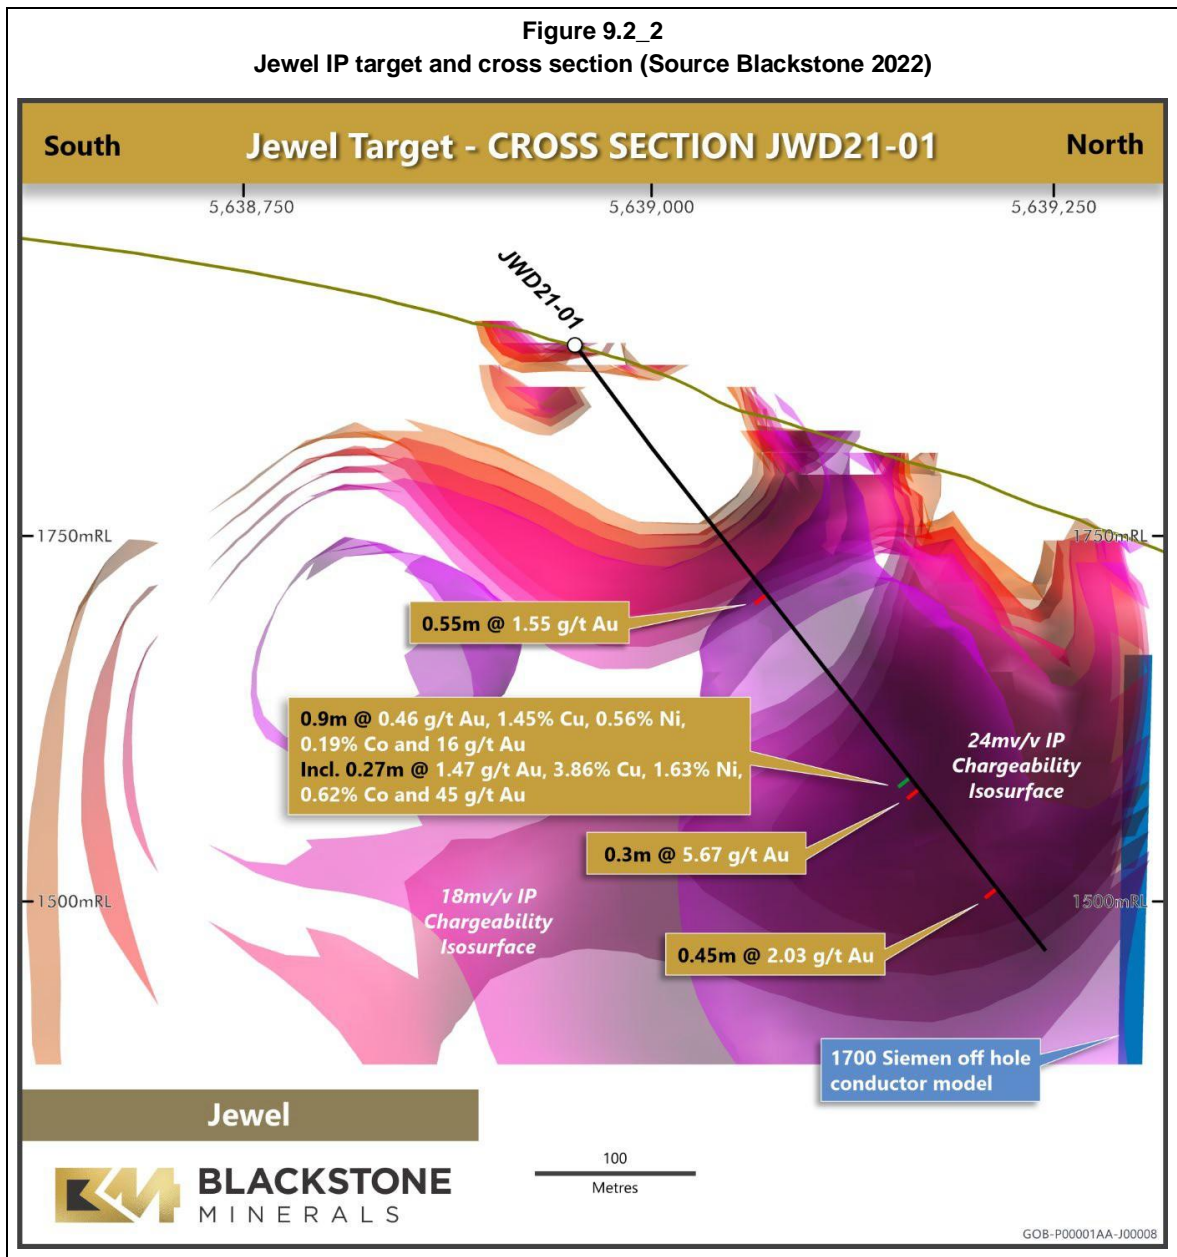 Figure 9.2_2
Jewel IP target and cross section (Source Blackstone 2022)
South
Jewel Target - CROSS SECTION JWD21-01
North
5,638,750
5,639,000
5,639,250
JWD21-01
1750mRL
1750mRL
0.55m @ 1.55 g/t Au
0.9m @ 0.46 g/t Au, 1.45% Cu, 0.56% Ni,
0.19% Co and 16 g/t Au
Incl. 0.27m @ 1.47 g/t Au, 3.86% Cu, 1.63% Ni,
0.62% Co and 45 g/t Au
24mv/v IP
Chargeability
Isosurface
0.3m @ 5.67 g/t Au
18mv/v IP
Chargeability
Isosurface
1500mRL
1500mRL
0.45m @ 2.03 g/t Au
1700 Siemen off hole
conductor model
Jewel
BLACKSTONE
MINERALS
100
Metres
GOB-P00001AA-J00008